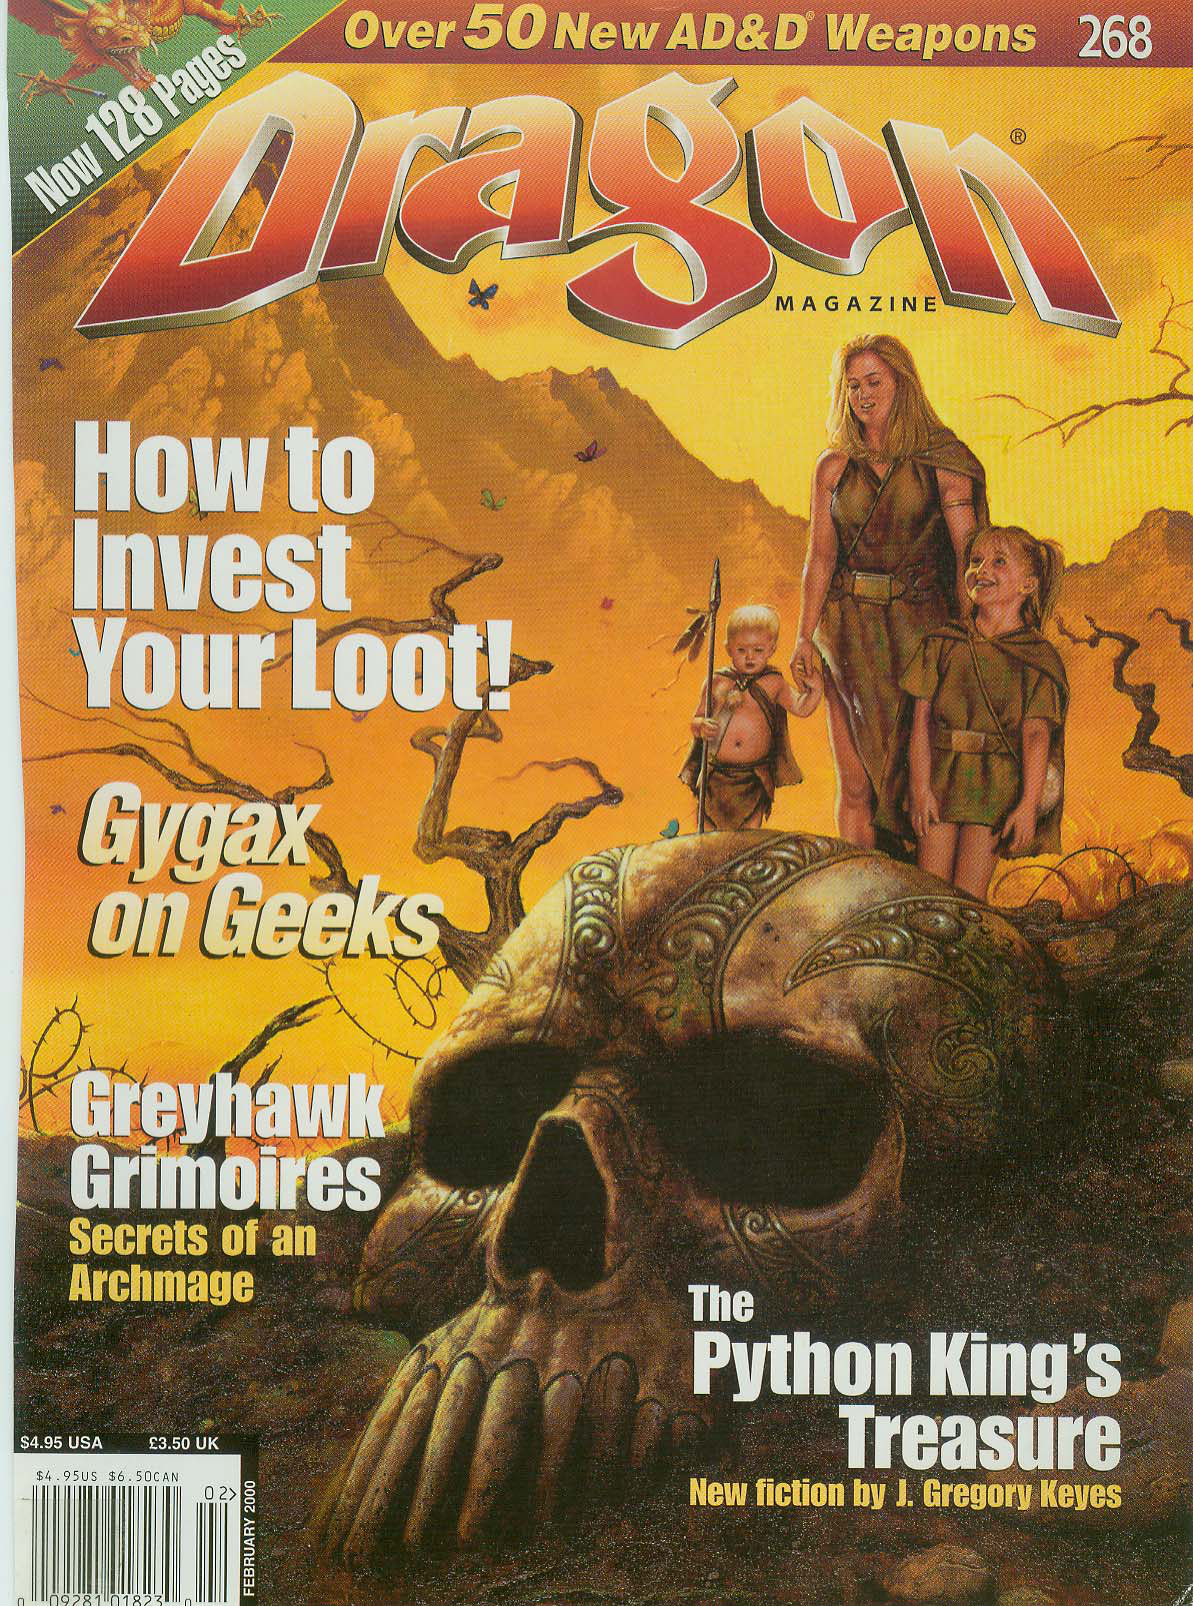 Over 50 New AD&D® Weapons
268
Now 128 Pages
Dragon®
MAGAZINE
How to
Invest
Your Loot!
Gygax
on Geeks
Greyhawk
Grimoires
Secrets of an
Archmage
The
Python King's
Treasure
New fiction by J. Gregory Keyes
$4.95 USA £3.50 UK
$4.95US $6.50CAN
02>
FEBRUARY 2000
0 09281 01823 0